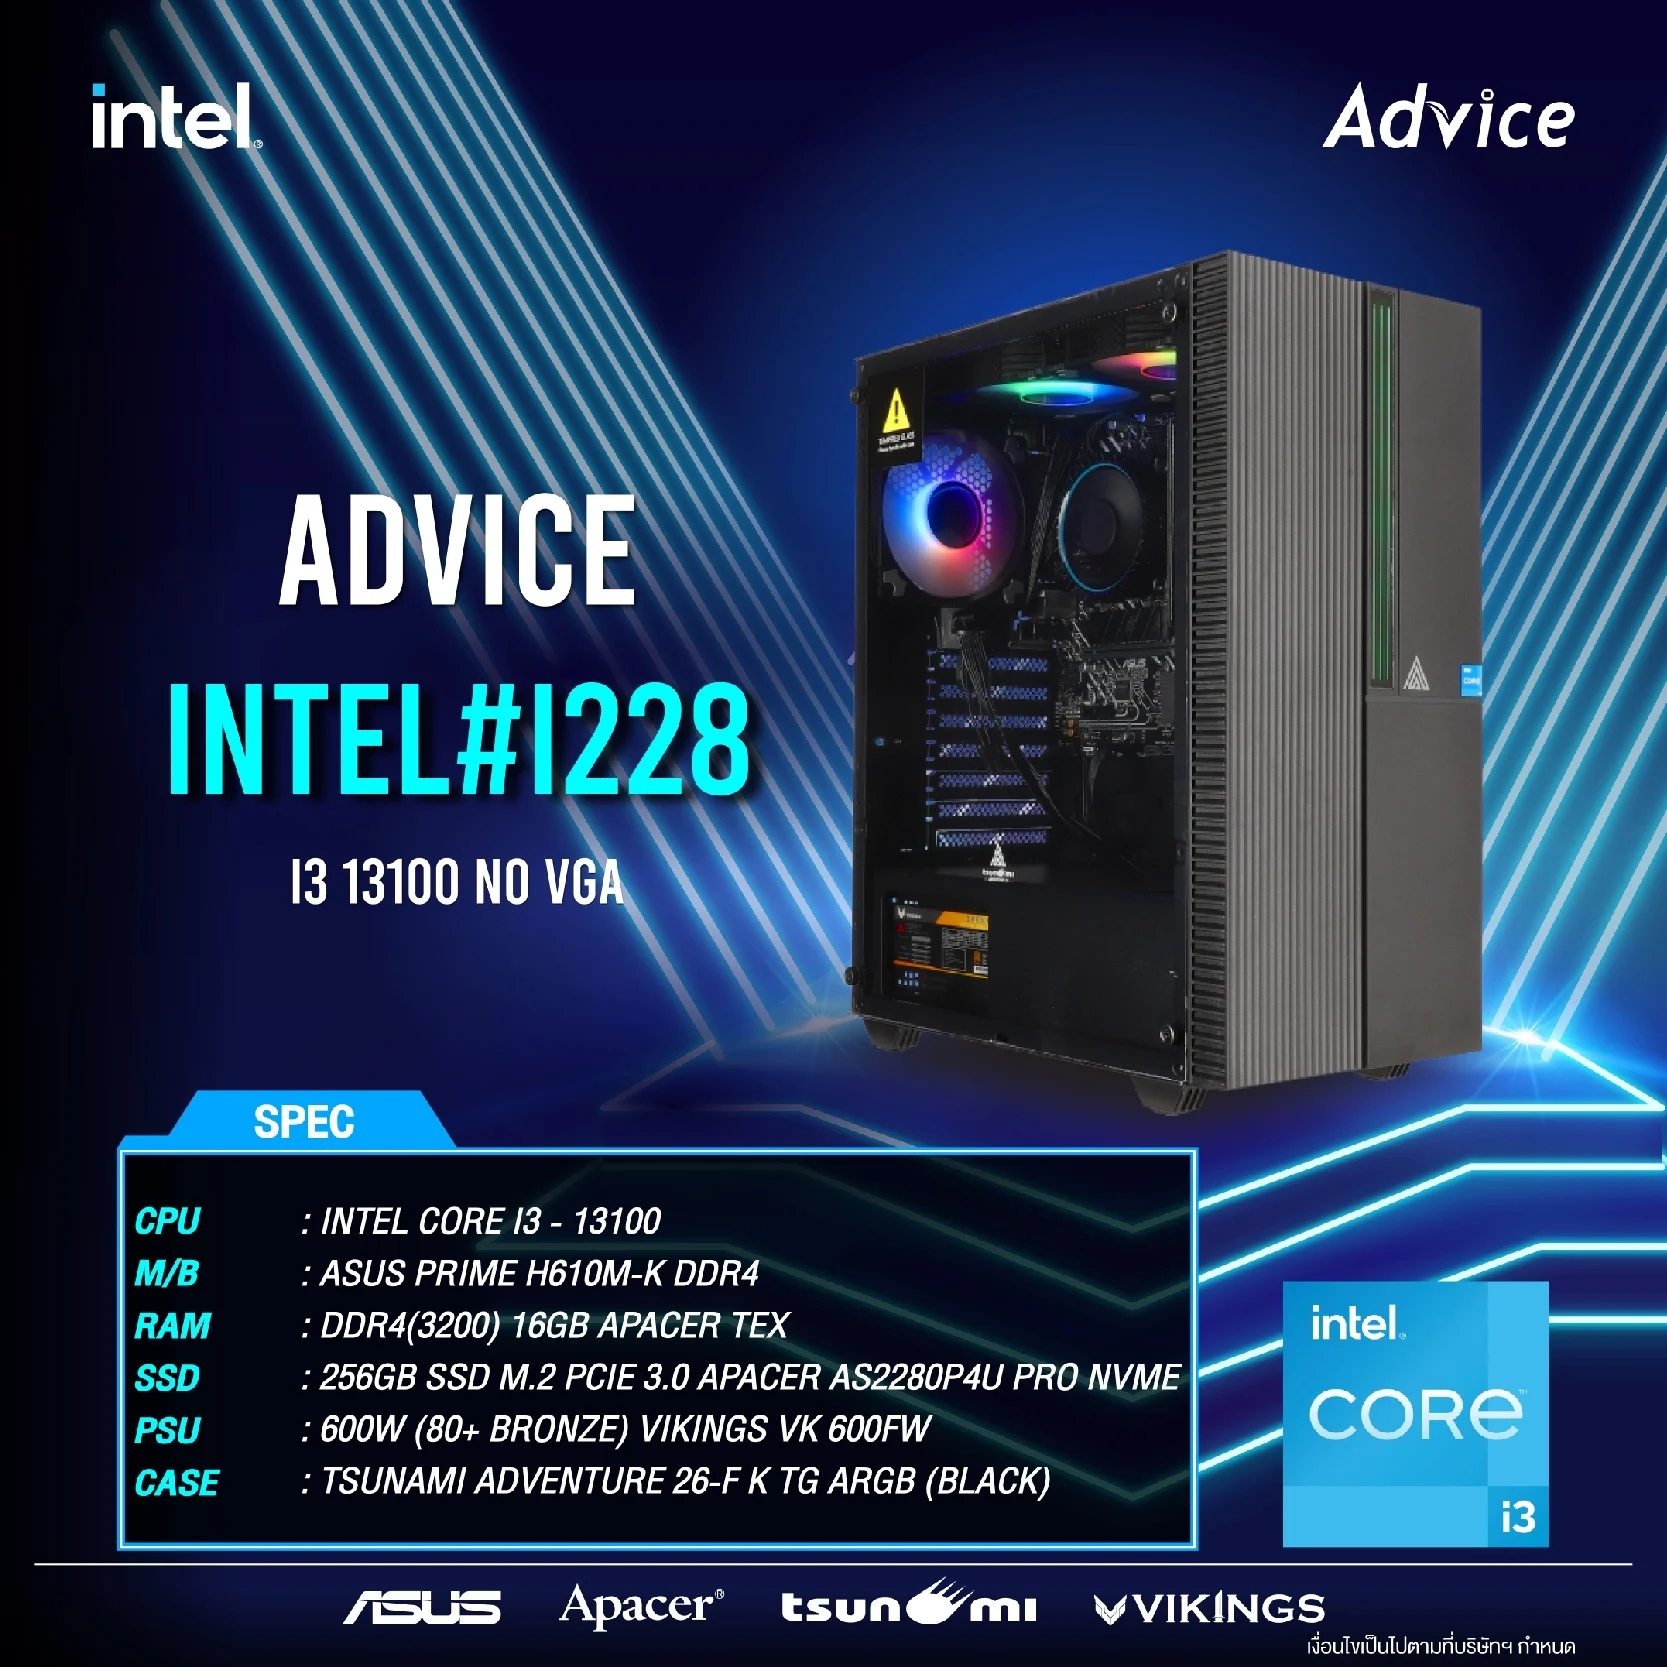 intel
Advice
TEMPERED GLASS
ADVICE
INTEL#I228
I3 13100 NO VGA
tsunami
SPEC
CPU : INTEL CORE I3 - 13100
M/B : ASUS PRIME H610M-K DDR4
RAM : DDR4(3200) 16GB APACER TEX
SSD : 256GB SSD M.2 PCIE 3.0 APACER AS2280P4U PRO NVME
PSU : 600W (80+ BRONZE) VIKINGS VK 600FW
CASE : TSUNAMI ADVENTURE 26-F K TG ARGB (BLACK)
intel
CORE™
i3
ASUS Apacer® tsunami VIKINGS
เงื่อนไขเป็นไปตามที่บริษัทฯ กำหนด